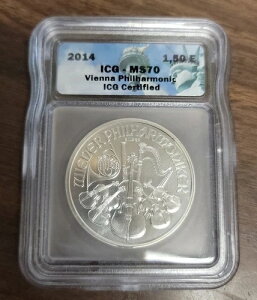 2014 1,50 E
ICG - MS70
Vienna Philharmonic
ICG Certified
WIENER PHILHARMONIKER